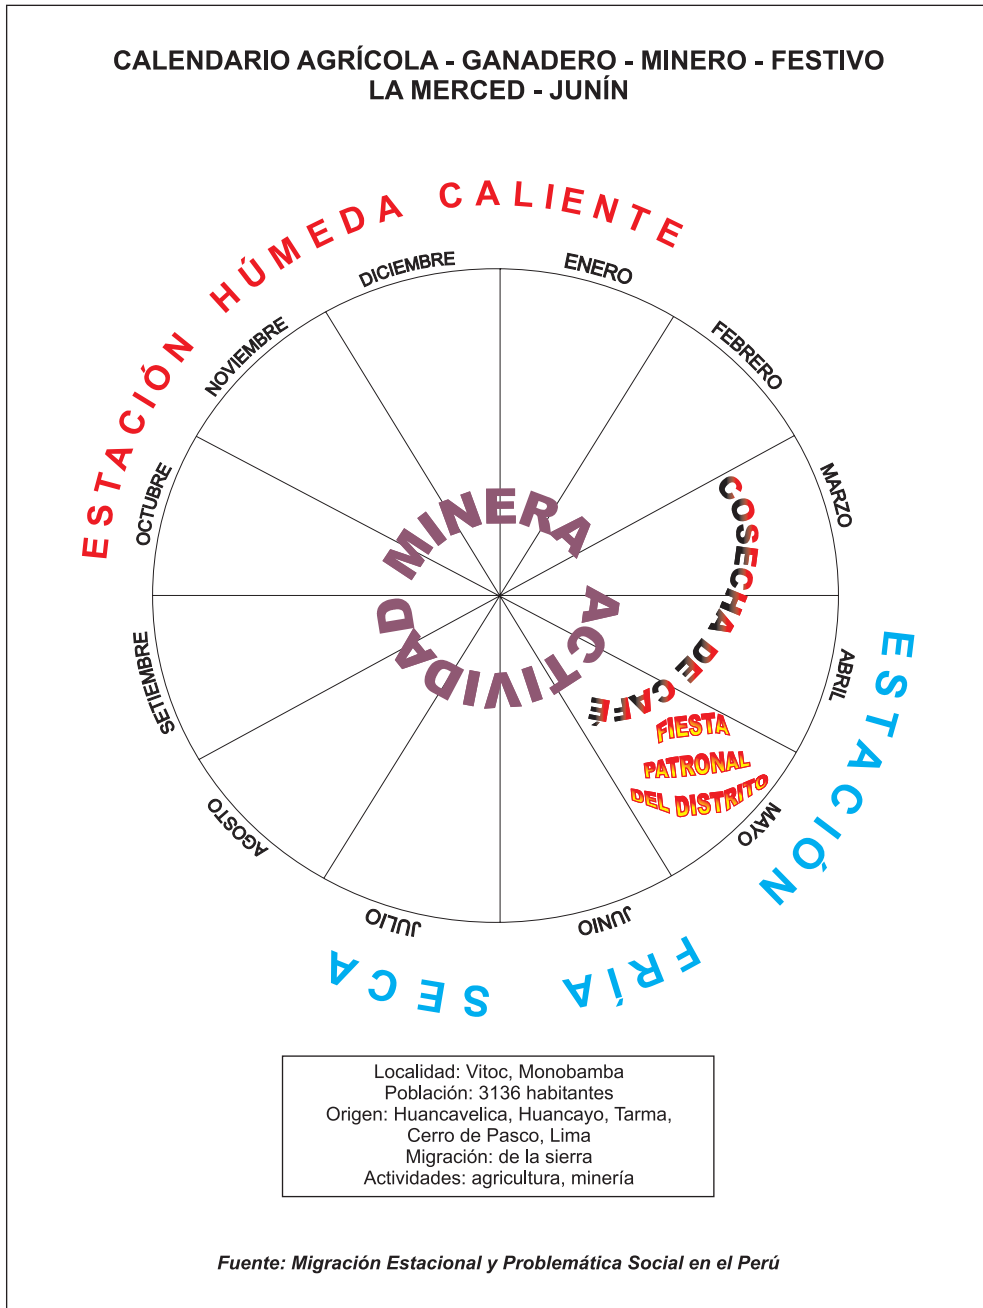 CALENDARIO AGRÍCOLA - GANADERO - MINERO - FESTIVO
LA MERCED - JUNÍN
ESTACIÓN HÚMEDA CALIENTE
ENERO
FEBRERO
MARZO
ABRIL
MAYO
JUNIO
JULIO
AGOSTO
SETIEMBRE
OCTUBRE
NOVIEMBRE
DICIEMBRE
ACTIVIDAD MINERA
COSECHA DE CAFÉ
FIESTA
PATRONAL
DEL DISTRITO
ESTACIÓN FRÍA SECA
Localidad: Vitoc, Monobamba
Población: 3136 habitantes
Origen: Huancavelica, Huancayo, Tarma,
Cerro de Pasco, Lima
Migración: de la sierra
Actividades: agricultura, minería
Fuente: Migración Estacional y Problemática Social en el Perú